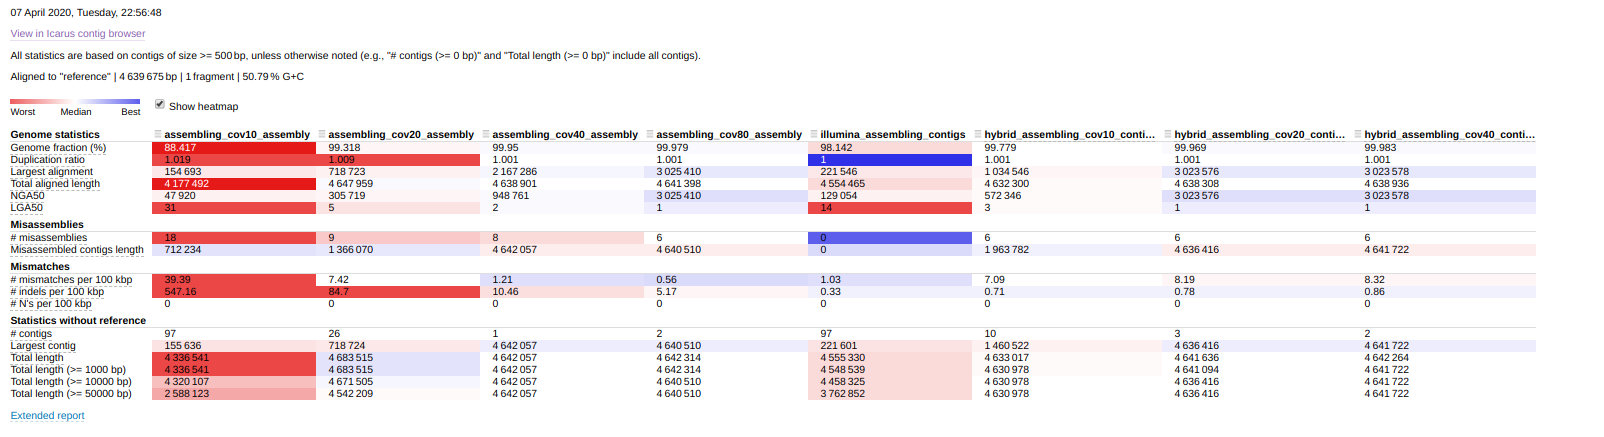 07 April 2020, Tuesday, 22:56:48
View in Icarus contig browser
All statistics are based on contigs of size >= 500 bp, unless otherwise noted (e.g., "# contigs (>= 0 bp)" and "Total length (>= 0 bp)" include all contigs).
Aligned to "reference" | 4 639 675 bp | 1 fragment | 50.79 % G+C
Worst Median Best Show heatmap
Genome statistics assembling_cov10_assembly assembling_cov20_assembly assembling_cov40_assembly assembling_cov80_assembly illumina_assembling_contigs hybrid_assembling_cov10_conti... hybrid_assembling_cov20_conti... hybrid_assembling_cov40_conti...
Genome fraction (%) 88.417 99.318 99.95 99.979 98.142 99.779 99.969 99.983
Duplication ratio 1.019 1.009 1.001 1.001 1 1.001 1.001 1.001
Largest alignment 154 693 718 723 2 167 286 3 025 410 221 546 1 034 546 3 023 576 3 023 578
Total aligned length 4 177 492 4 647 959 4 638 901 4 641 398 4 554 465 4 632 300 4 638 308 4 638 936
NGA50 47 920 305 719 948 761 3 025 410 129 054 572 346 3 023 576 3 023 578
LGA50 31 5 2 1 14 3 1 1
Misassemblies
# misassemblies 18 9 8 6 0 6 6 6
Misassembled contigs length 712 234 1 366 070 4 642 057 4 640 510 0 1 963 782 4 636 416 4 641 722
Mismatches
# mismatches per 100 kbp 39.39 7.42 1.21 0.56 1.03 7.09 8.19 8.32
# indels per 100 kbp 547.16 84.7 10.46 5.17 0.33 0.71 0.78 0.86
# N's per 100 kbp 0 0 0 0 0 0 0 0
Statistics without reference
# contigs 97 26 1 2 97 10 3 2
Largest contig 155 636 718 724 4 642 057 4 640 510 221 601 1 460 522 4 636 416 4 641 722
Total length 4 336 541 4 683 515 4 642 057 4 642 314 4 555 330 4 633 017 4 641 636 4 642 264
Total length (>= 1000 bp) 4 336 541 4 683 515 4 642 057 4 642 314 4 548 539 4 630 978 4 641 094 4 641 722
Total length (>= 10000 bp) 4 320 107 4 671 505 4 642 057 4 640 510 4 458 325 4 630 978 4 636 416 4 641 722
Total length (>= 50000 bp) 2 588 123 4 542 209 4 642 057 4 640 510 3 762 852 4 630 978 4 636 416 4 641 722
Extended report